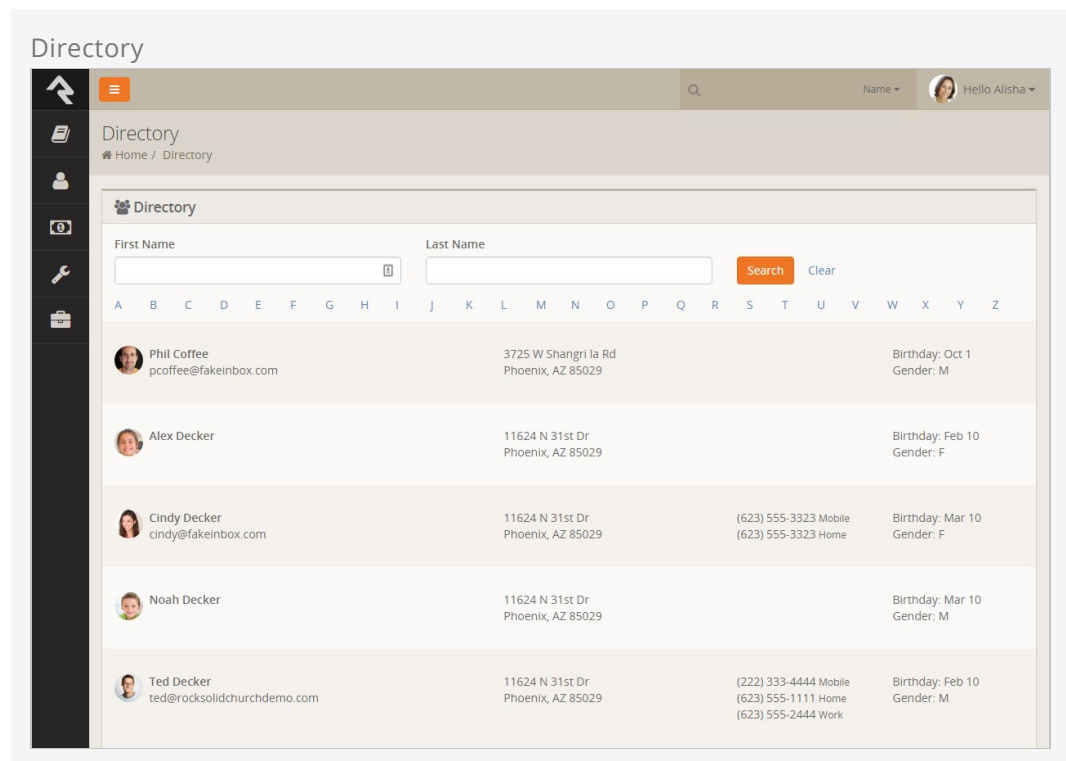 Directory
Name
Hello Alisha
Directory
Home / Directory
Directory
First Name
Last Name
Search
Clear
A B C D E F G H I J K L M N O P Q R S T U V W X Y Z
Phil Coffee
pcoffee@fakeinbox.com
3725 W Shangri la Rd
Phoenix, AZ 85029
Birthday: Oct 1
Gender: M
Alex Decker
11624 N 31st Dr
Phoenix, AZ 85029
Birthday: Feb 10
Gender: F
Cindy Decker
cindy@fakeinbox.com
11624 N 31st Dr
Phoenix, AZ 85029
(623) 555-3323 Mobile
(623) 555-3323 Home
Birthday: Mar 10
Gender: F
Noah Decker
11624 N 31st Dr
Phoenix, AZ 85029
Birthday: Mar 10
Gender: M
Ted Decker
ted@rocksolidchurchdemo.com
11624 N 31st Dr
Phoenix, AZ 85029
(222) 333-4444 Mobile
(623) 555-1111 Home
(623) 555-2444 Work
Birthday: Feb 10
Gender: M